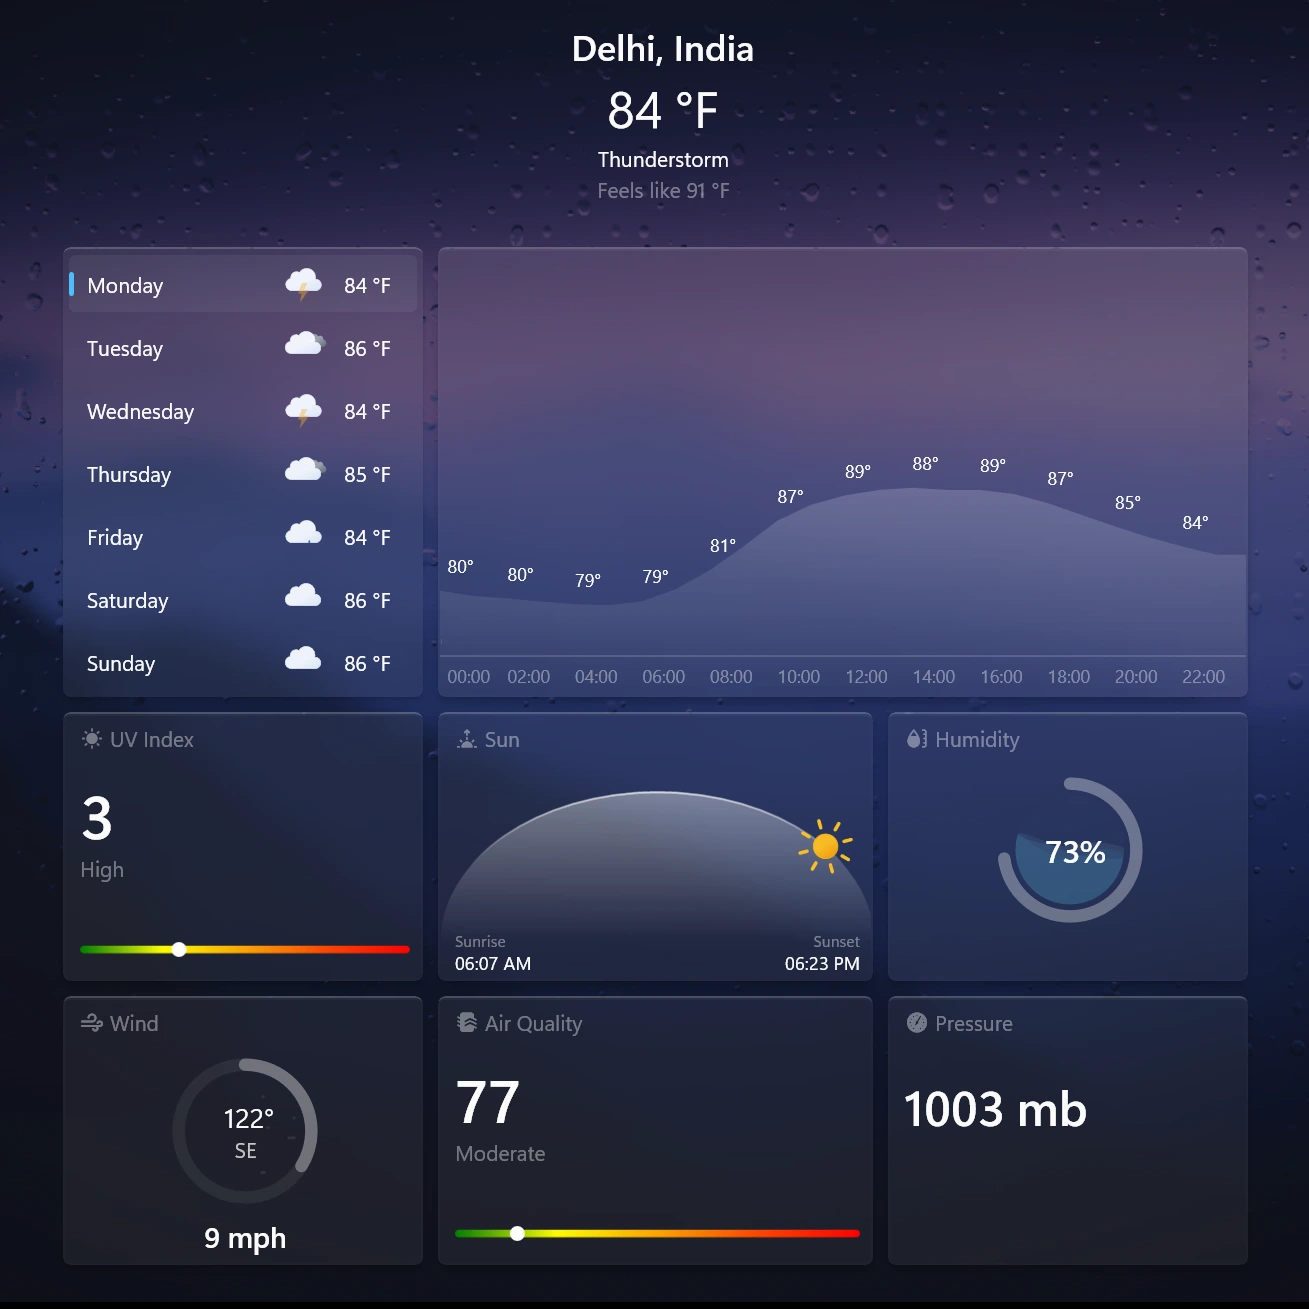 Delhi, India
84 °F
Thunderstorm
Feels like 91 °F
Monday 84 °F
Tuesday 86 °F
Wednesday 84 °F
Thursday 85 °F
Friday 84 °F
Saturday 86 °F
Sunday 86 °F
80° 80° 79° 79° 81° 87° 89° 88° 89° 87° 85° 84°
00:00 02:00 04:00 06:00 08:00 10:00 12:00 14:00 16:00 18:00 20:00 22:00
UV Index
3
High
Sun
Sunrise Sunset
06:07 AM 06:23 PM
Humidity
73%
Wind
122°
SE
9 mph
Air Quality
77
Moderate
Pressure
1003 mb